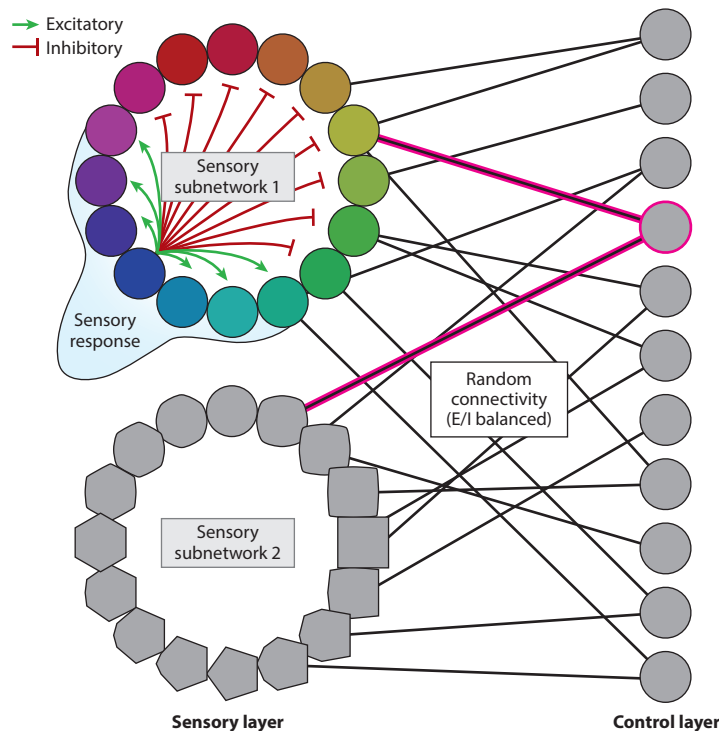 Excitatory
Inhibitory
Sensory
subnetwork 1
Sensory
response
Random
connectivity
(E/I balanced)
Sensory
subnetwork 2
Sensory layer
Control layer